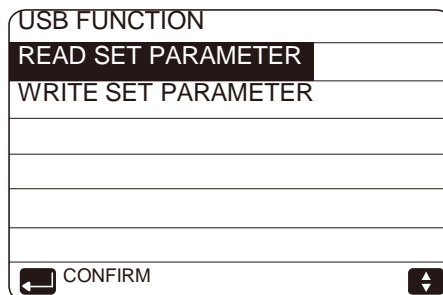 USB FUNCTION
READ SET PARAMETER
WRITE SET PARAMETER
CONFIRM